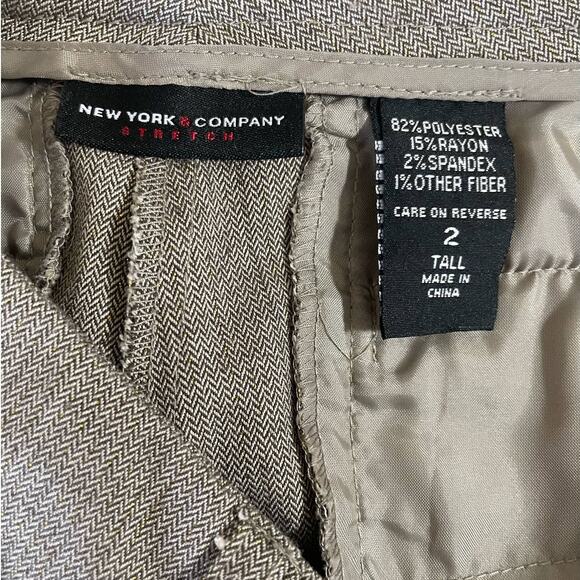 NEW YORK & COMPANY
STRETCH
82%POLYESTER
15%RAYON
2%SPANDEX
1%OTHER FIBER
CARE ON REVERSE
2
TALL
MADE IN
CHINA